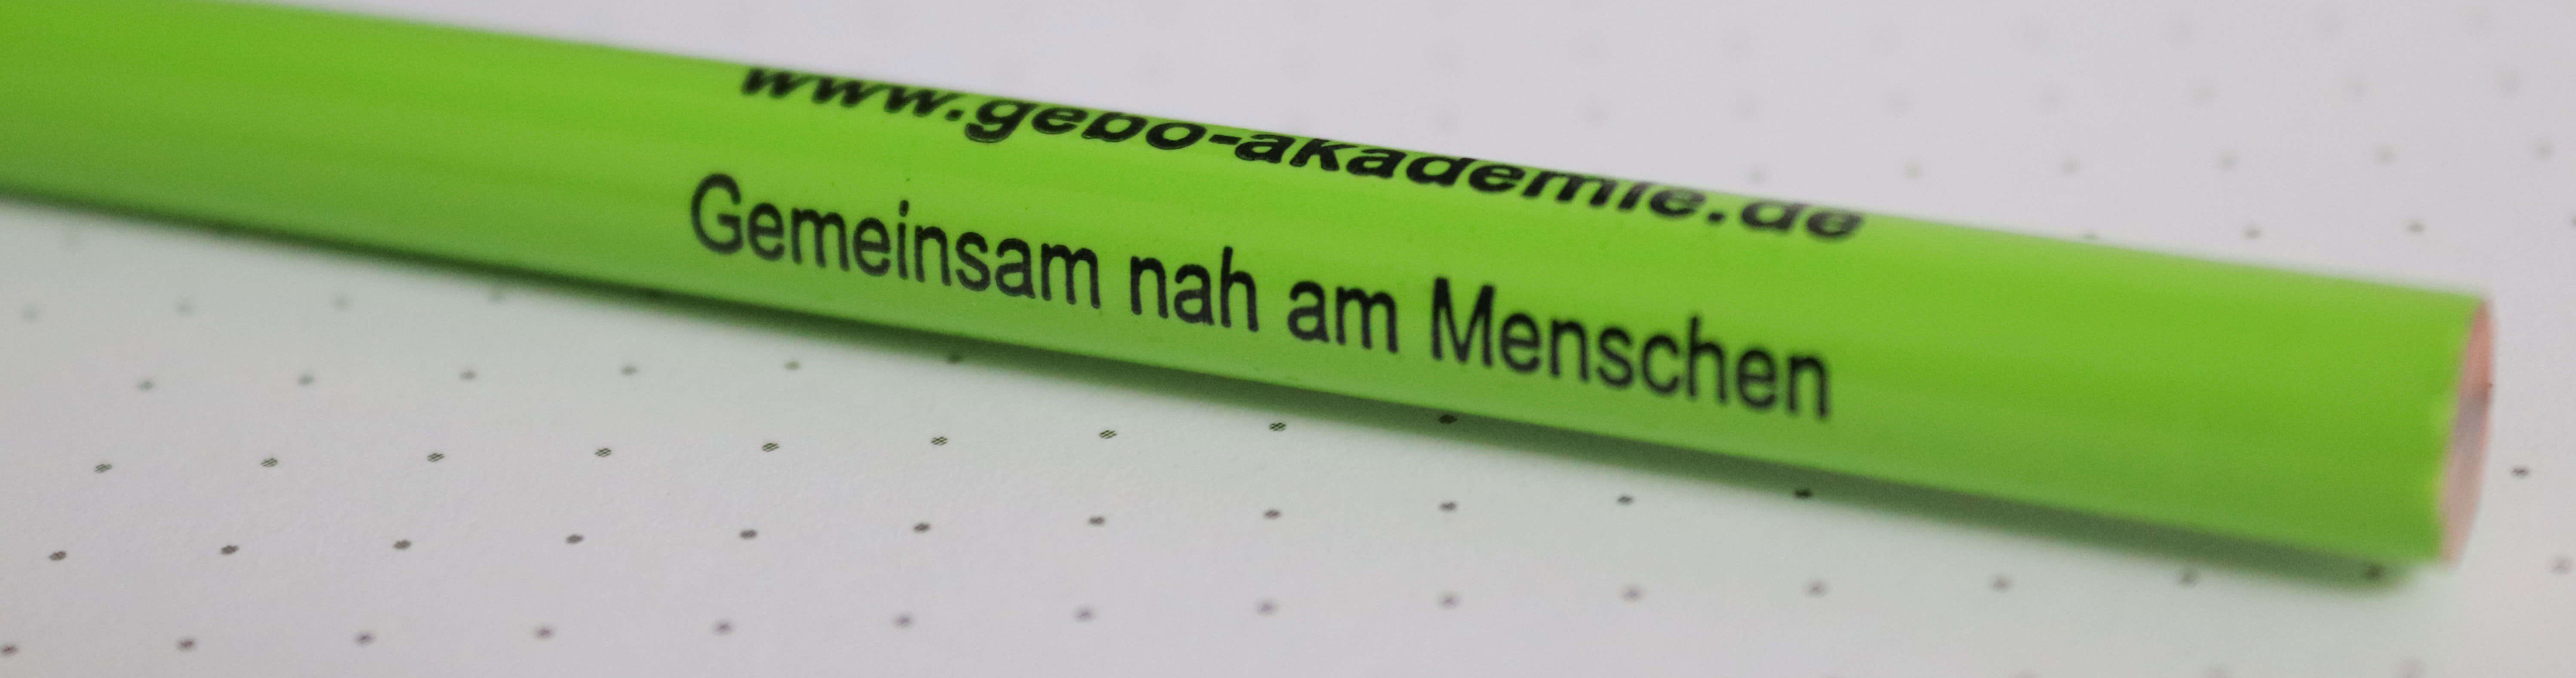 www.gebo-akademie.de
Gemeinsam nah am Menschen